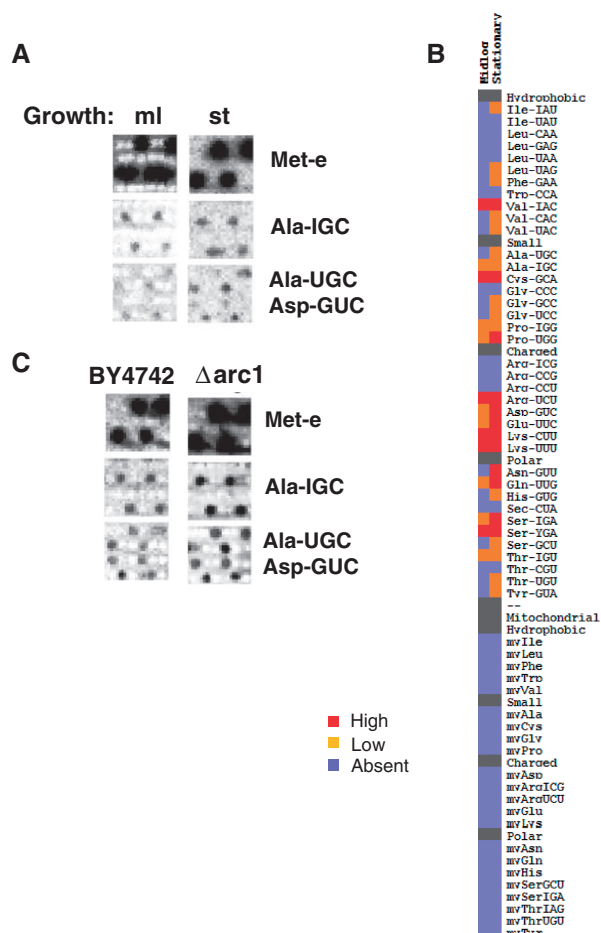 A
Growth: ml st
Met-e
Ala-IGC
Ala-UGC
Asp-GUC
C
BY4742 Δarc1
Met-e
Ala-IGC
Ala-UGC
Asp-GUC
High
Low
Absent
B
Midlog
Stationary
Hydrophobic
Ile-IAU
Ile-UAU
Leu-CAA
Leu-GAG
Leu-UAA
Leu-UAG
Phe-GAA
Trp-CCA
Val-IAC
Val-CAC
Val-UAC
Small
Ala-UGC
Ala-IGC
Cys-GCA
Gly-CCC
Gly-GCC
Gly-UCC
Pro-IGG
Pro-UGG
Charged
Arg-ICG
Arg-CCG
Arg-CCU
Arg-UCU
Asp-GUC
Glu-UUC
Lys-CUU
Lys-UUU
Polar
Asn-GUU
Gln-UUG
His-GUG
Sec-CUA
Ser-IGA
Ser-YGA
Ser-GCU
Thr-IGU
Thr-CGU
Thr-UGU
Tyr-GUA
--
Mitochondrial
Hydrophobic
myIle
myLeu
myPhe
myTrp
myVal
Small
myAla
myCys
myGly
myPro
Charged
myAsp
myArgICG
myArgUCU
myGlu
myLys
Polar
myAsn
myGln
myHis
mySerGCU
mySerIGA
myThrIAG
myThrUGU
myTyr